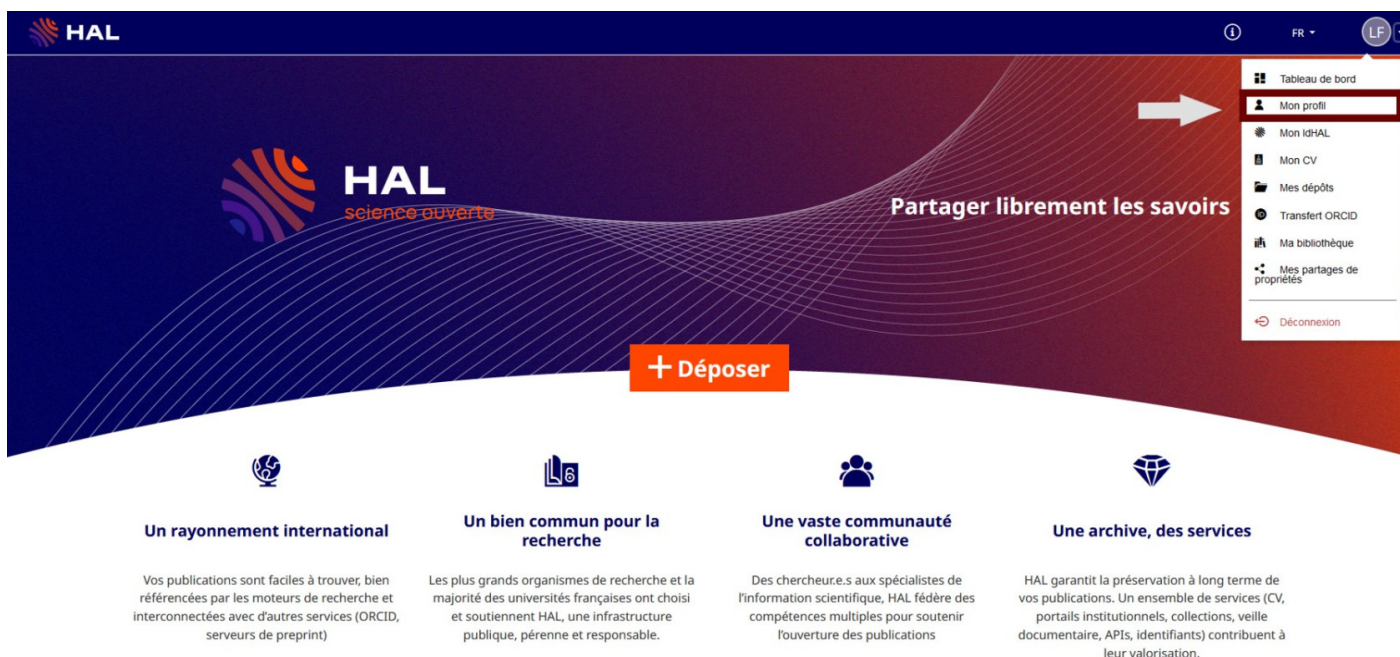 HAL
FR
LF
Tableau de bord
Mon profil
Mon IdHAL
Mon CV
Mes dépôts
Transfert ORCID
Ma bibliothèque
Mes partages de
propriétés
Déconnexion
HAL
science ouverte
Partager librement les savoirs
+ Déposer
Un rayonnement international
Vos publications sont faciles à trouver, bien
référencées par les moteurs de recherche et
interconnectées avec d'autres services (ORCID,
serveurs de preprint)
Un bien commun pour la
recherche
Les plus grands organismes de recherche et la
majorité des universités françaises ont choisi
et soutiennent HAL, une infrastructure
publique, pérenne et responsable.
Une vaste communauté
collaborative
Des chercheur.e.s aux spécialistes de
l'information scientifique, HAL fédère des
compétences multiples pour soutenir
l'ouverture des publications
Une archive, des services
HAL garantit la préservation à long terme de
vos publications. Un ensemble de services (CV,
portails institutionnels, collections, veille
documentaire, APIs, identifiants) contribuent à
leur valorisation.